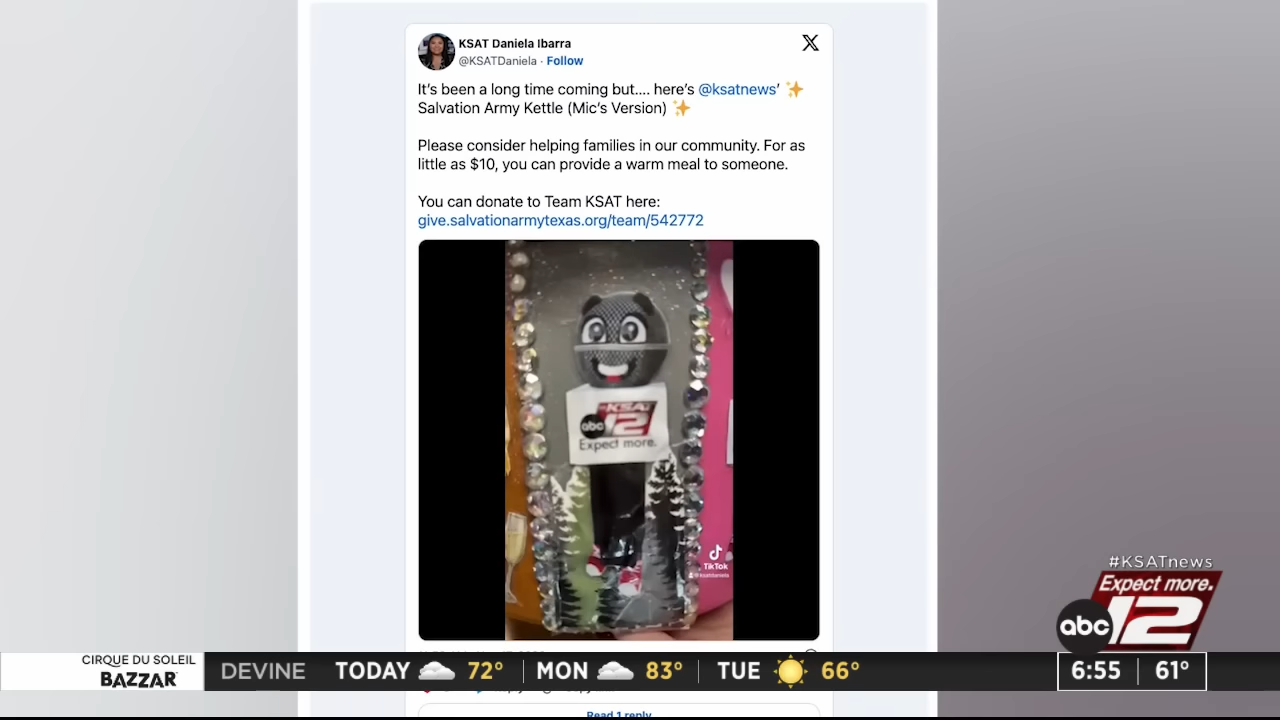 KSAT Daniela Ibarra
@KSATDaniela · Follow
It's been a long time coming but.... here's @ksatnews' ✨
Salvation Army Kettle (Mic's Version) ✨
Please consider helping families in our community. For as
little as $10, you can provide a warm meal to someone.
You can donate to Team KSAT here:
give.salvationarmytexas.org/team/542772
KSAT
abc 12
Expect more.
TikTok
@ksatdaniela
#KSATnews
Expect more.
abc 12
CIRQUE DU SOLEIL
BAZZAR
DEVINE TODAY 72° MON 83° TUE 66°
6:55 61°
Read 1 reply